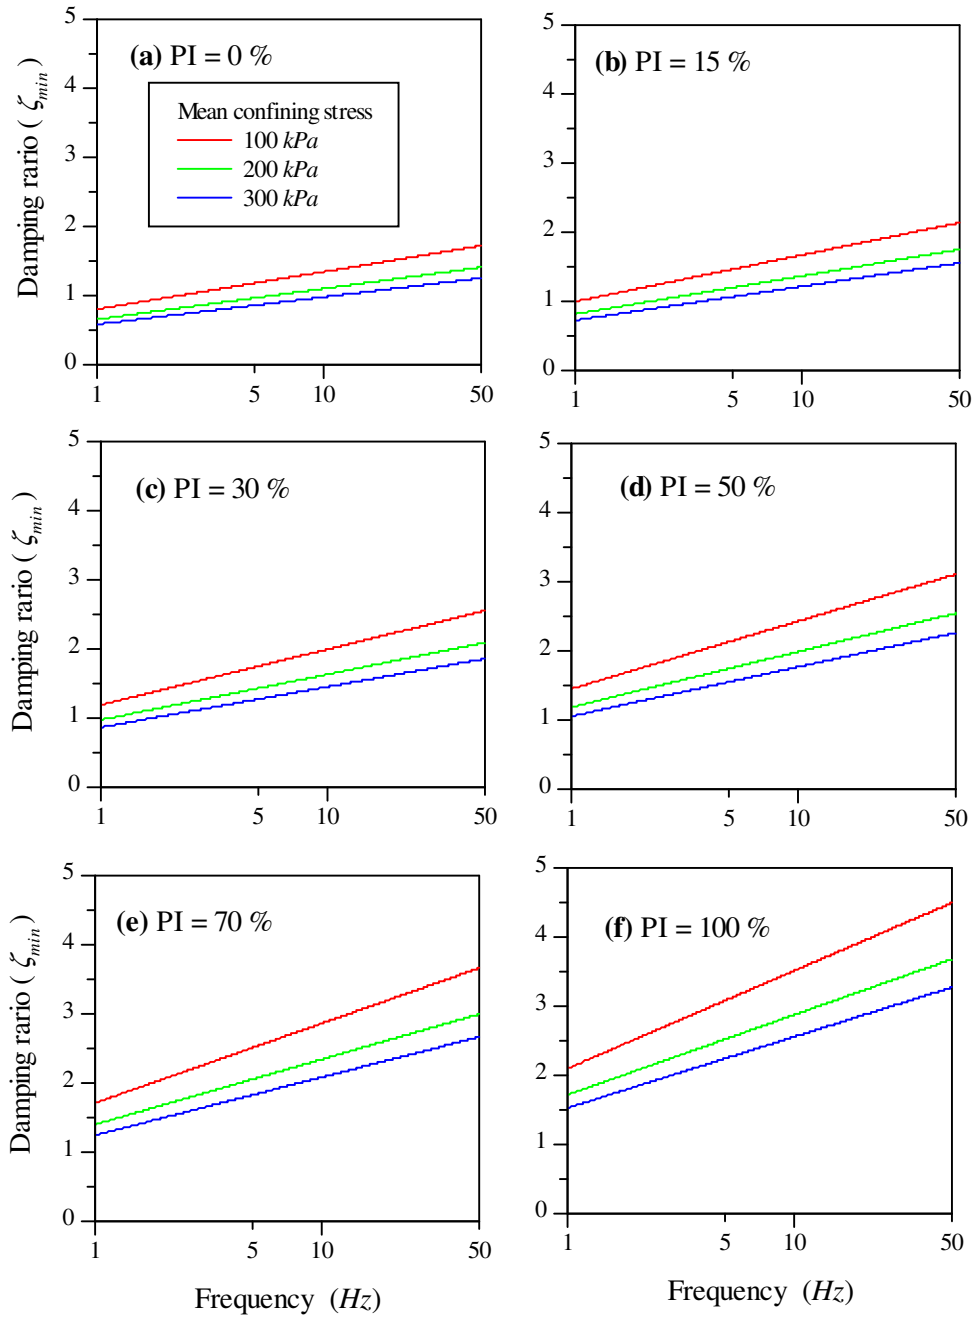 (a) PI = 0 %
Mean confining stress
100 kPa
200 kPa
300 kPa
Damping rario ( ζmin )
5
4
3
2
1
0
1 5 10 50
(b) PI = 15 %
5
4
3
2
1
0
1 5 10 50
(c) PI = 30 %
Damping rario ( ζmin )
5
4
3
2
1
0
1 5 10 50
(d) PI = 50 %
5
4
3
2
1
0
1 5 10 50
(e) PI = 70 %
Damping rario ( ζmin )
5
4
3
2
1
0
1 5 10 50
Frequency (Hz)
(f) PI = 100 %
5
4
3
2
1
0
1 5 10 50
Frequency (Hz)